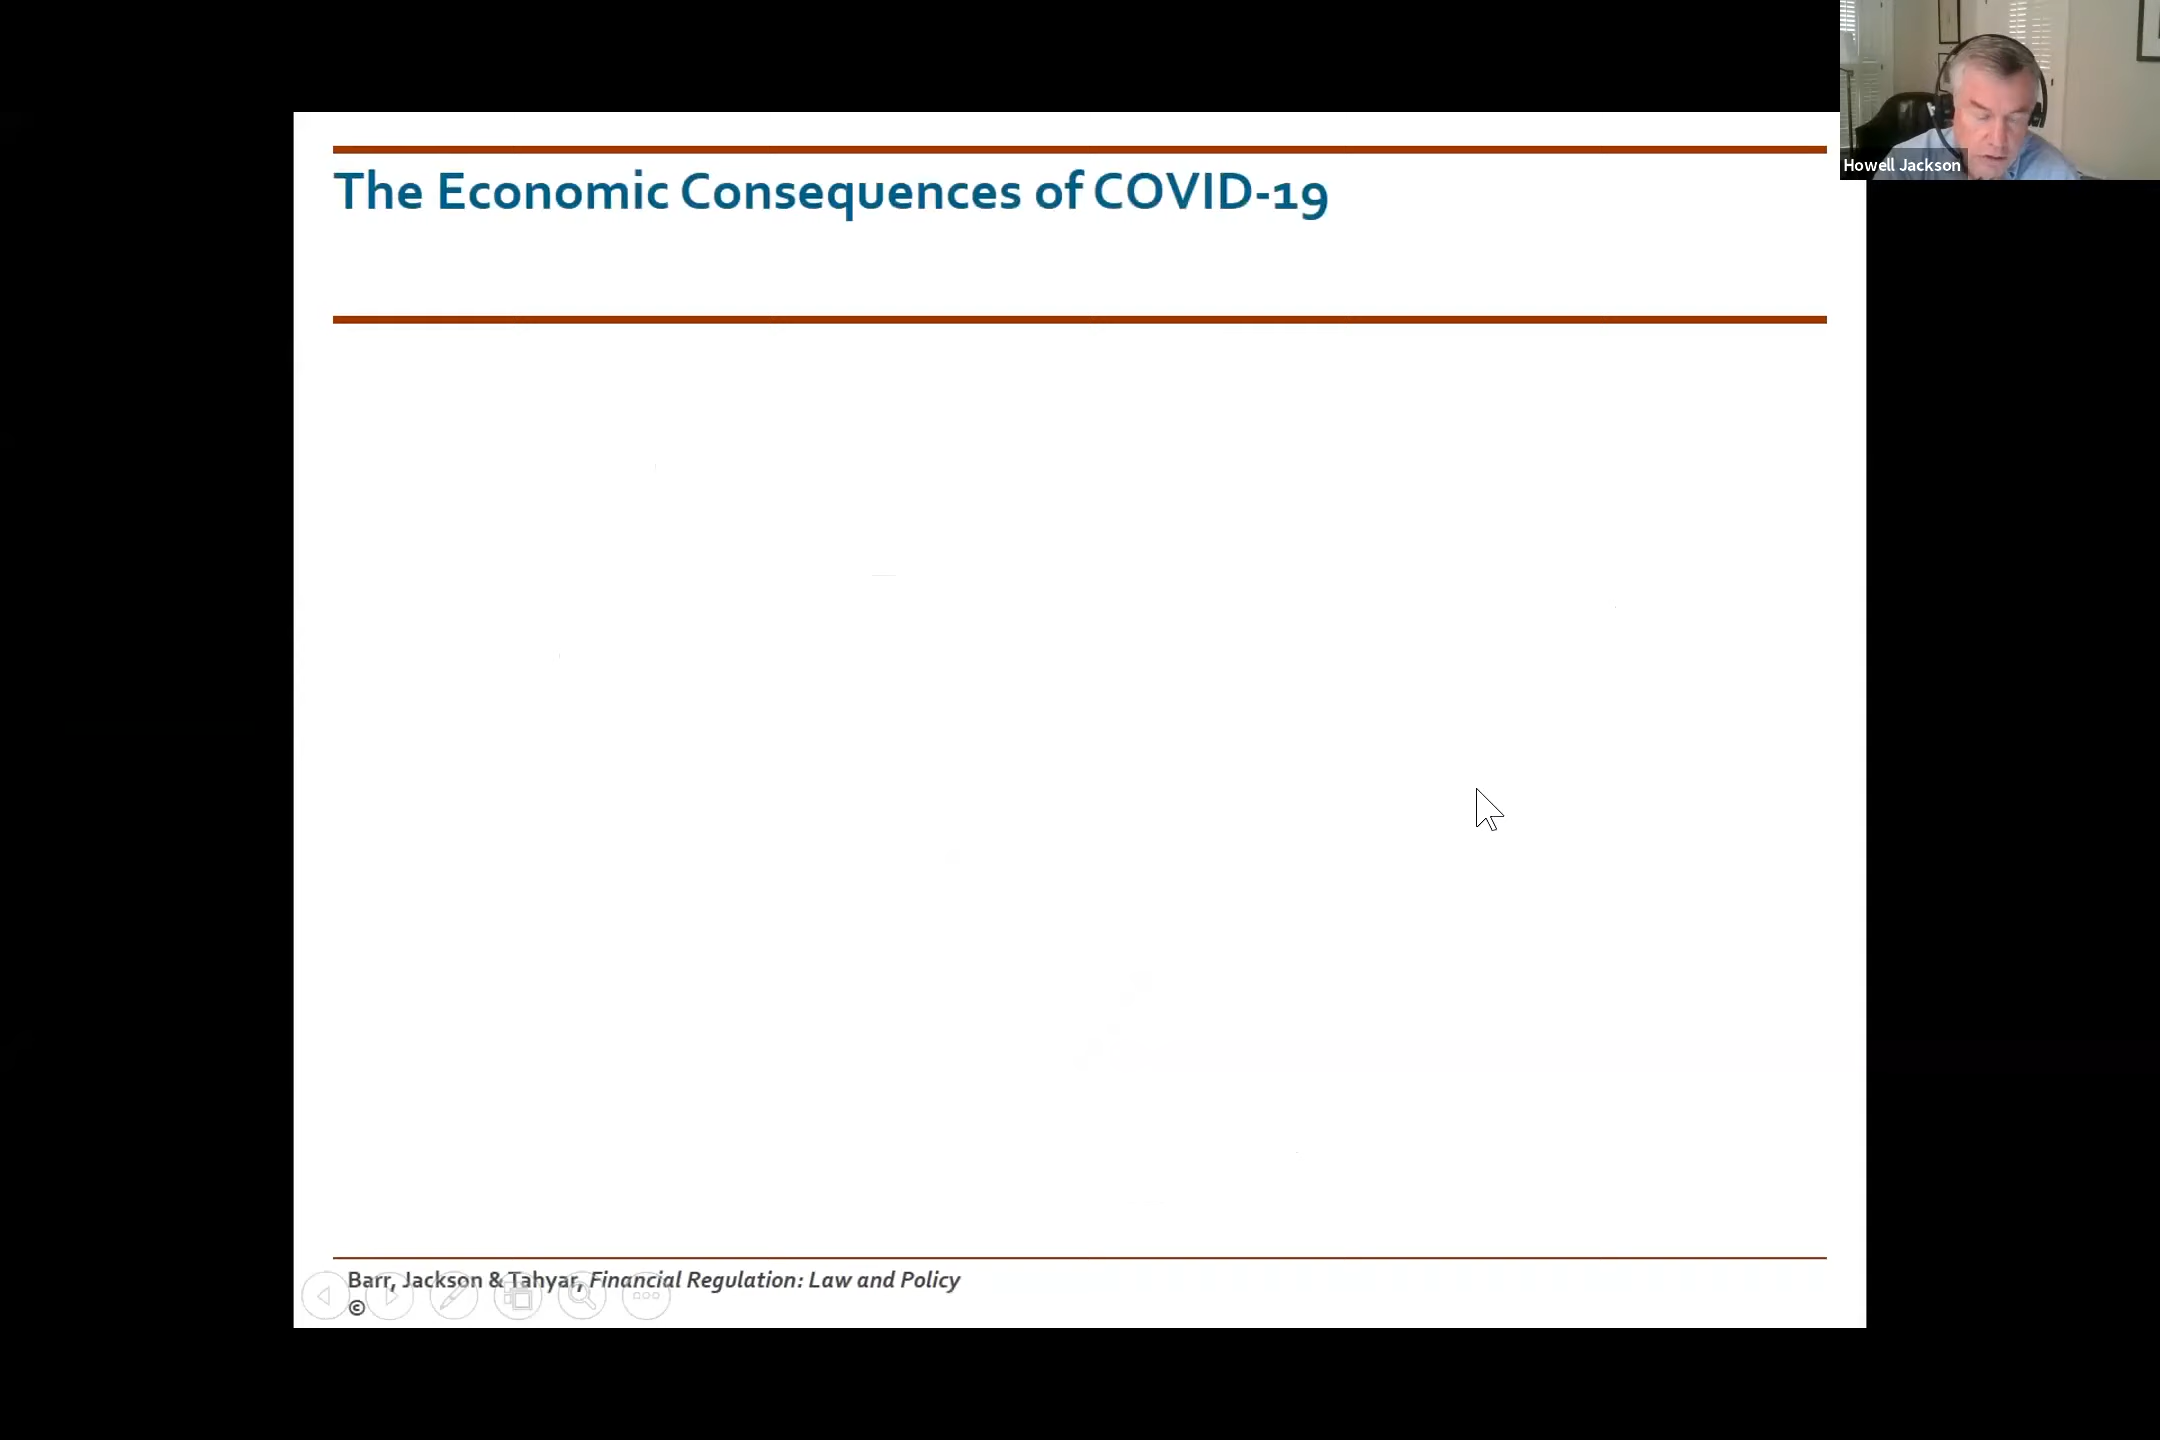 Howell Jackson
The Economic Consequences of COVID-19
Barr, Jackson & Tahyar, Financial Regulation: Law and Policy
©